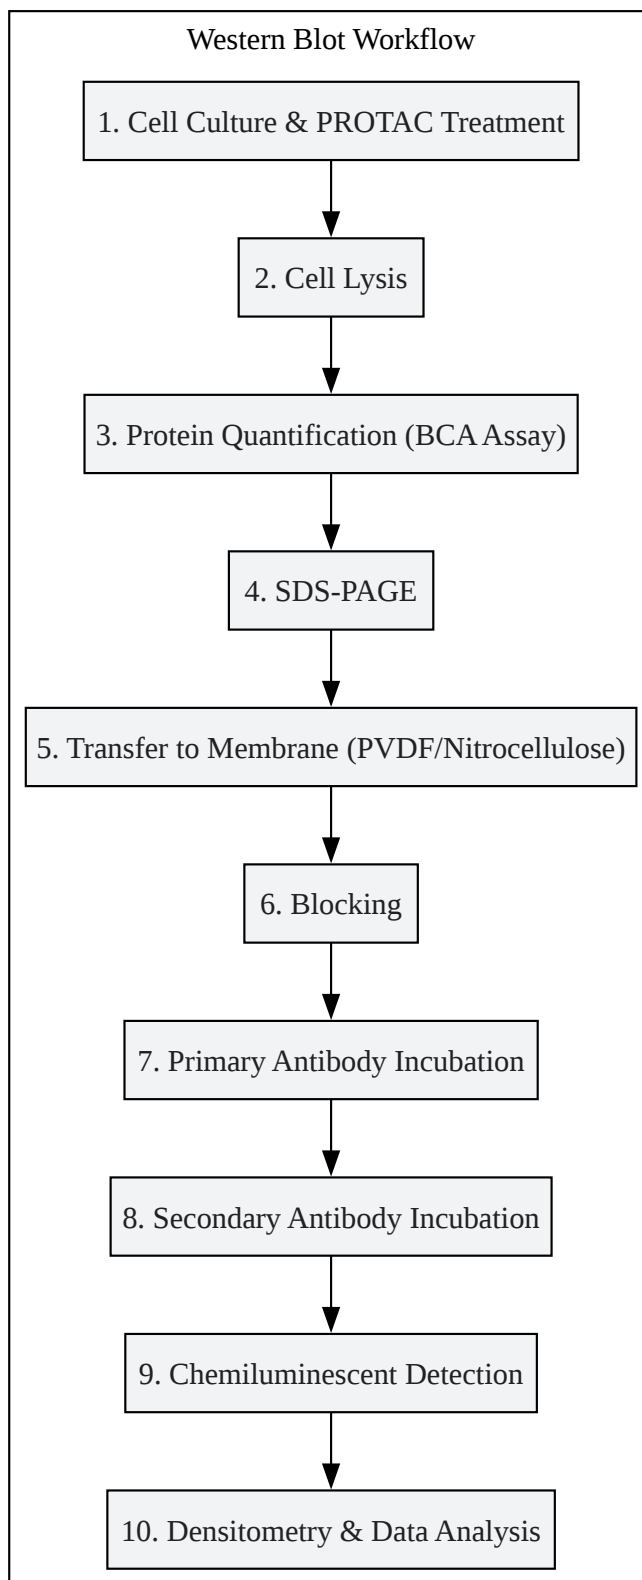 Western Blot Workflow
1. Cell Culture & PROTAC Treatment
2. Cell Lysis
3. Protein Quantification (BCA Assay)
4. SDS-PAGE
5. Transfer to Membrane (PVDF/Nitrocellulose)
6. Blocking
7. Primary Antibody Incubation
8. Secondary Antibody Incubation
9. Chemiluminescent Detection
10. Densitometry & Data Analysis